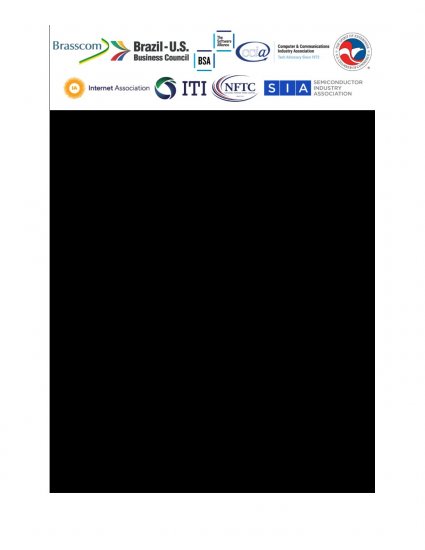 Brasscom
Brazil-U.S.
Business Council
The
Software
Alliance
BSA
ccia
Computer & Communications
Industry Association
Tech Advocacy Since 1972
IA
Internet Association
ITI
NFTC
SIA
SEMICONDUCTOR
INDUSTRY
ASSOCIATION